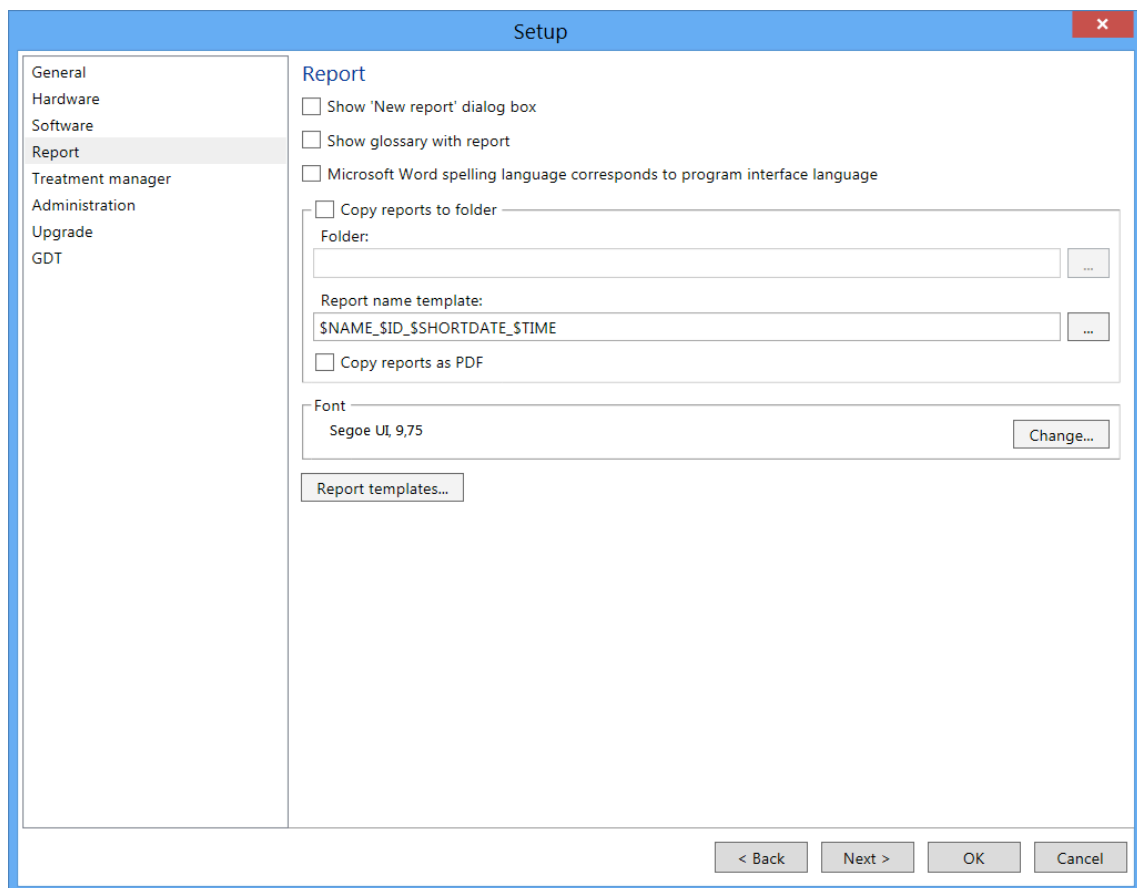 Setup
General
Hardware
Software
Report
Treatment manager
Administration
Upgrade
GDT
Report
Show 'New report' dialog box
Show glossary with report
Microsoft Word spelling language corresponds to program interface language
Copy reports to folder
Folder:
...
Report name template:
$NAME_$ID_$SHORTDATE_$TIME
...
Copy reports as PDF
Font
Segoe UI, 9,75
Change...
Report templates...
< Back
Next >
OK
Cancel